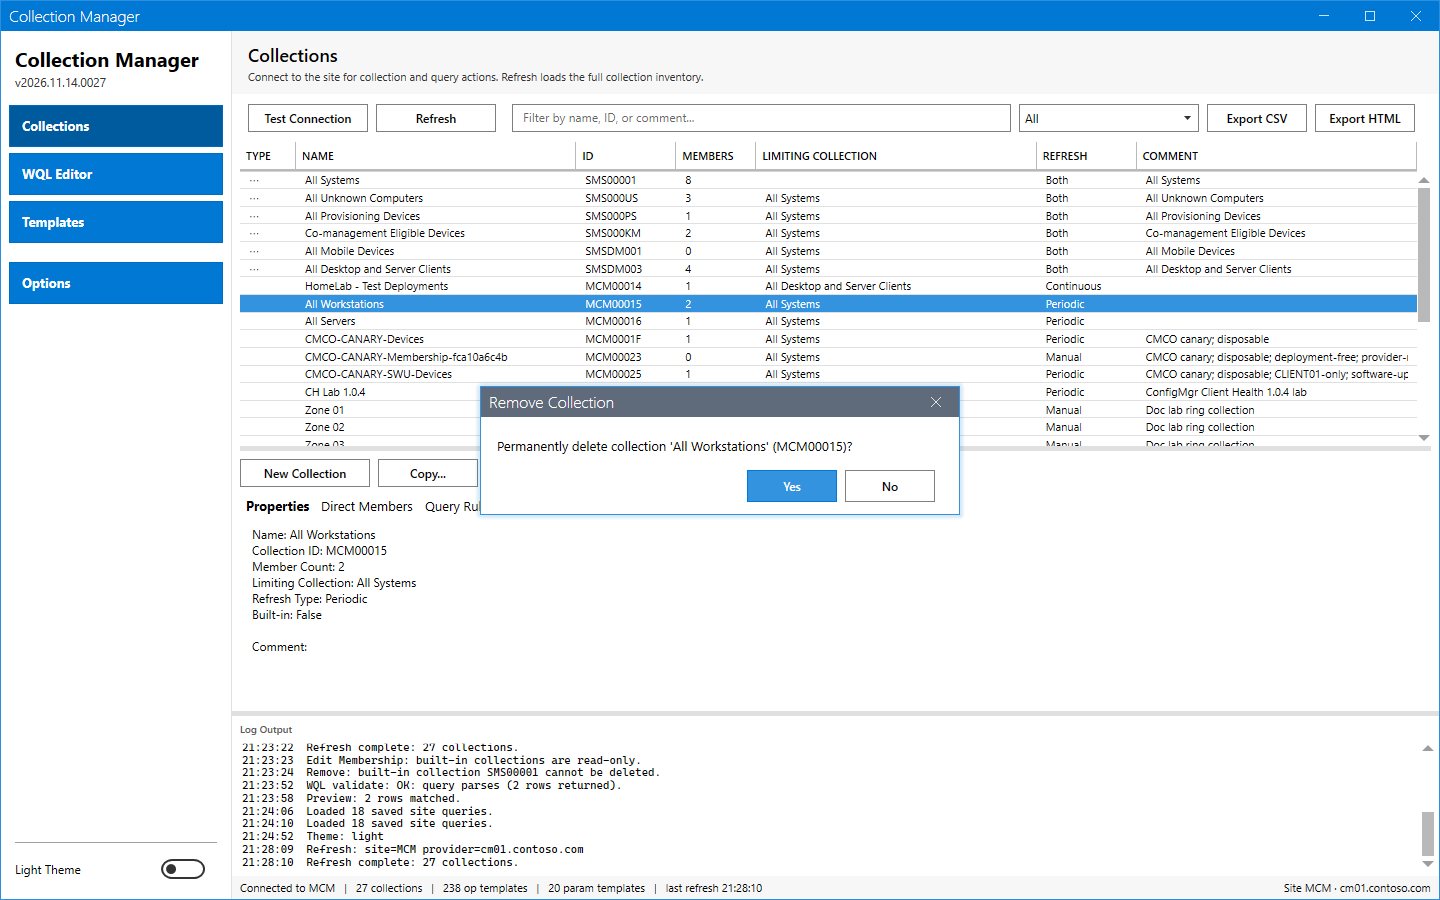 Collection Manager
Collection Manager
v2026.11.14.0027
Collections
WQL Editor
Templates
Options
Light Theme
Collections
Connect to the site for collection and query actions. Refresh loads the full collection inventory.
Test Connection Refresh Filter by name, ID, or comment... All Export CSV Export HTML
TYPE NAME ID MEMBERS LIMITING COLLECTION REFRESH COMMENT
... All Systems SMS00001 8 Both All Systems
... All Unknown Computers SMS000US 3 All Systems Both All Unknown Computers
... All Provisioning Devices SMS000PS 1 All Systems Both All Provisioning Devices
... Co-management Eligible Devices SMS000KM 2 All Systems Both Co-management Eligible Devices
... All Mobile Devices SMSDM001 0 All Systems Both All Mobile Devices
... All Desktop and Server Clients SMSDM003 4 All Systems Both All Desktop and Server Clients
HomeLab - Test Deployments MCM00014 1 All Desktop and Server Clients Continuous
All Workstations MCM00015 2 All Systems Periodic
All Servers MCM00016 1 All Systems Periodic
CMCO-CANARY-Devices MCM0001F 1 All Systems Periodic CMCO canary; disposable
CMCO-CANARY-Membership-fca10a6c4b MCM00023 0 All Systems Manual CMCO canary; disposable; deployment-free; provider-
CMCO-CANARY-SWU-Devices MCM00025 1 All Systems Periodic CMCO canary; disposable; CLIENT01-only; software-up
CH Lab 1.0.4 Periodic ConfigMgr Client Health 1.0.4 lab
Zone 01 Manual Doc lab ring collection
Zone 02 Manual Doc lab ring collection
Zone 03 Manual Doc lab ring collection
Remove Collection
Permanently delete collection 'All Workstations' (MCM00015)?
Yes No
New Collection Copy...
Properties Direct Members Query Ru
Name: All Workstations
Collection ID: MCM00015
Member Count: 2
Limiting Collection: All Systems
Refresh Type: Periodic
Built-in: False
Comment:
Log Output
21:23:22 Refresh complete: 27 collections.
21:23:23 Edit Membership: built-in collections are read-only.
21:23:24 Remove: built-in collection SMS00001 cannot be deleted.
21:23:52 WQL validate: OK: query parses (2 rows returned).
21:23:58 Preview: 2 rows matched.
21:24:06 Loaded 18 saved site queries.
21:24:10 Loaded 18 saved site queries.
21:24:52 Theme: light
21:28:09 Refresh: site=MCM provider=cm01.contoso.com
21:28:10 Refresh complete: 27 collections.
Connected to MCM | 27 collections | 238 op templates | 20 param templates | last refresh 21:28:10 Site MCM · cm01.contoso.com